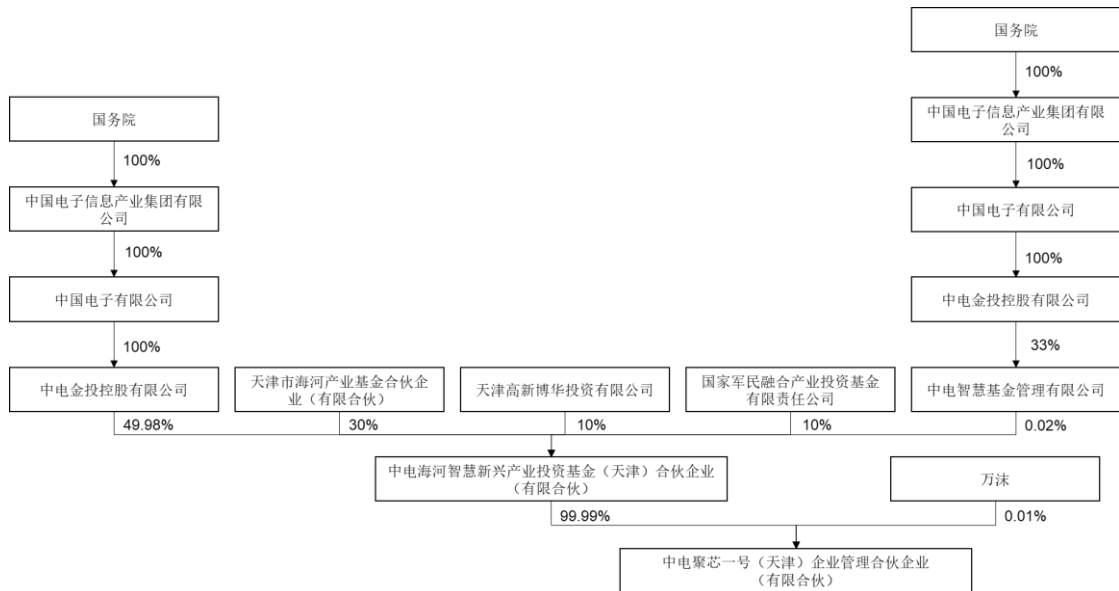 国务院
100%
国务院
中国电子信息产业集团有限
公司
100%
100%
中国电子信息产业集团有限
公司
中国电子有限公司
100%
100%
中国电子有限公司
中电金投控股有限公司
100%
33%
中电金投控股有限公司
天津市海河产业基金合伙企
业（有限合伙）
天津高新博华投资有限公司
国家军民融合产业投资基金
有限责任公司
中电智慧基金管理有限公司
49.98%
30%
10%
10%
0.02%
中电海河智慧新兴产业投资基金（天津）合伙企业
（有限合伙）
万沫
99.99%
0.01%
中电聚芯一号（天津）企业管理合伙企业
（有限合伙）